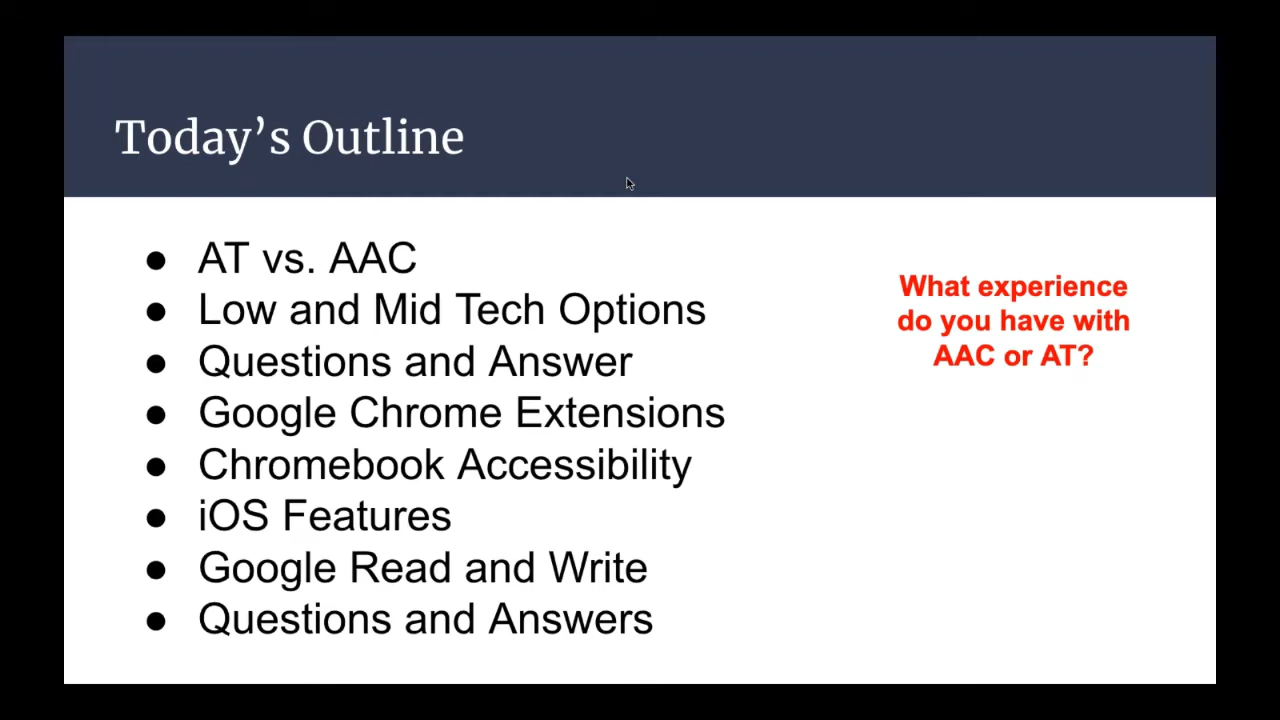 Today’s Outline
● AT vs. AAC
● Low and Mid Tech Options
● Questions and Answer
● Google Chrome Extensions
● Chromebook Accessibility
● iOS Features
● Google Read and Write
● Questions and Answers
What experience
do you have with
AAC or AT?